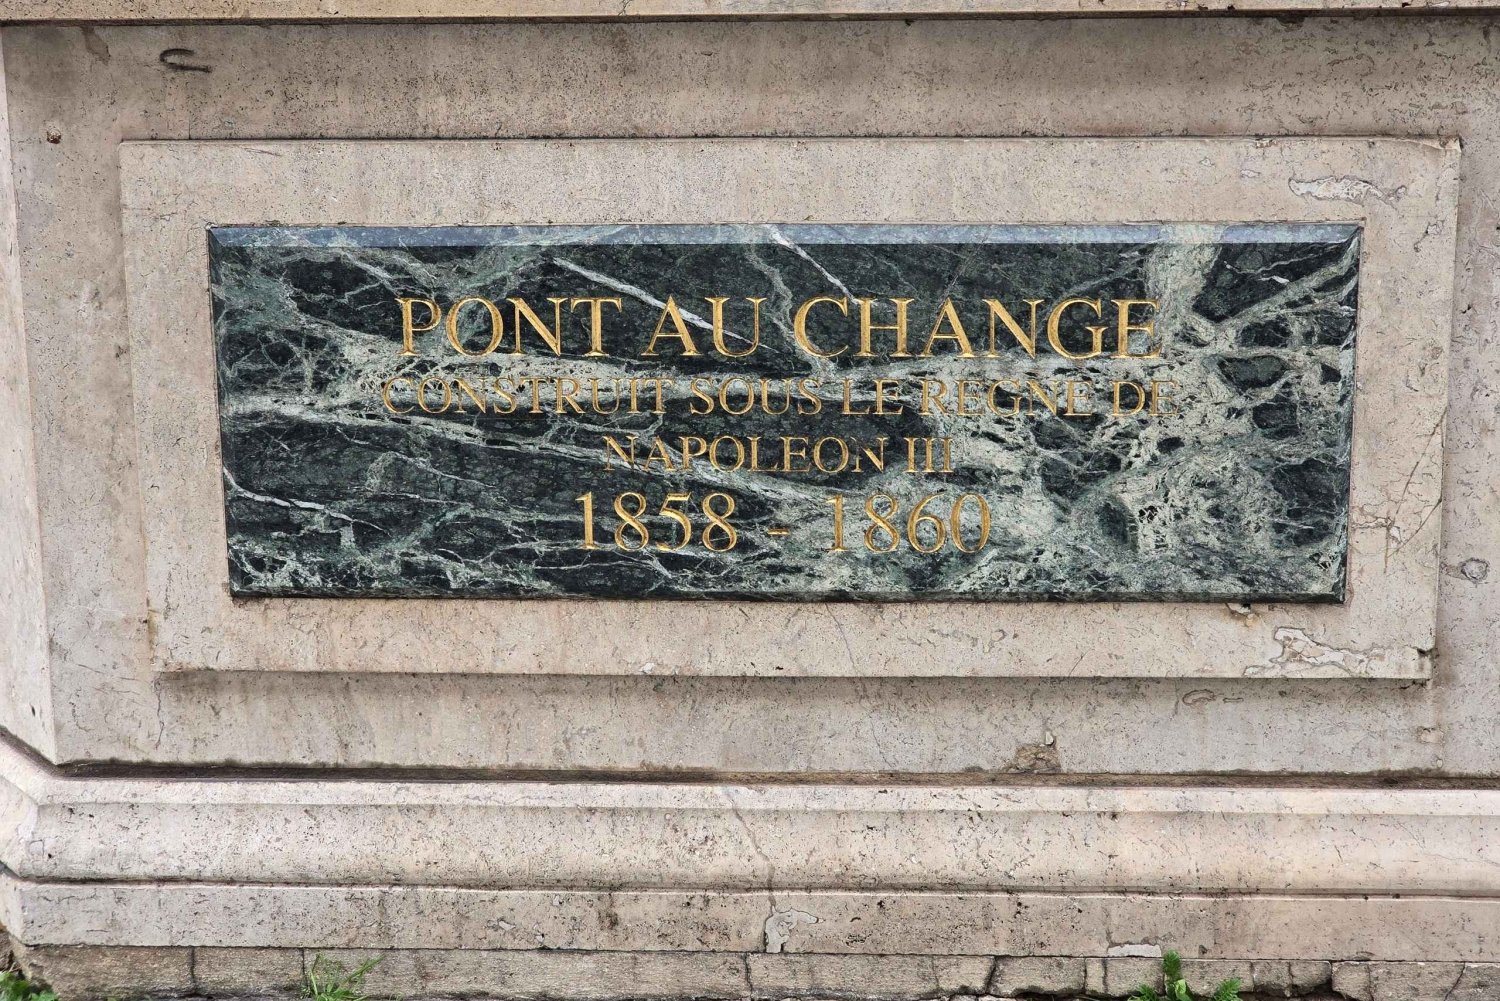 PONT AU CHANGE
CONSTRUIT SOUS LE REGNE DE
NAPOLEON III
1858 - 1860